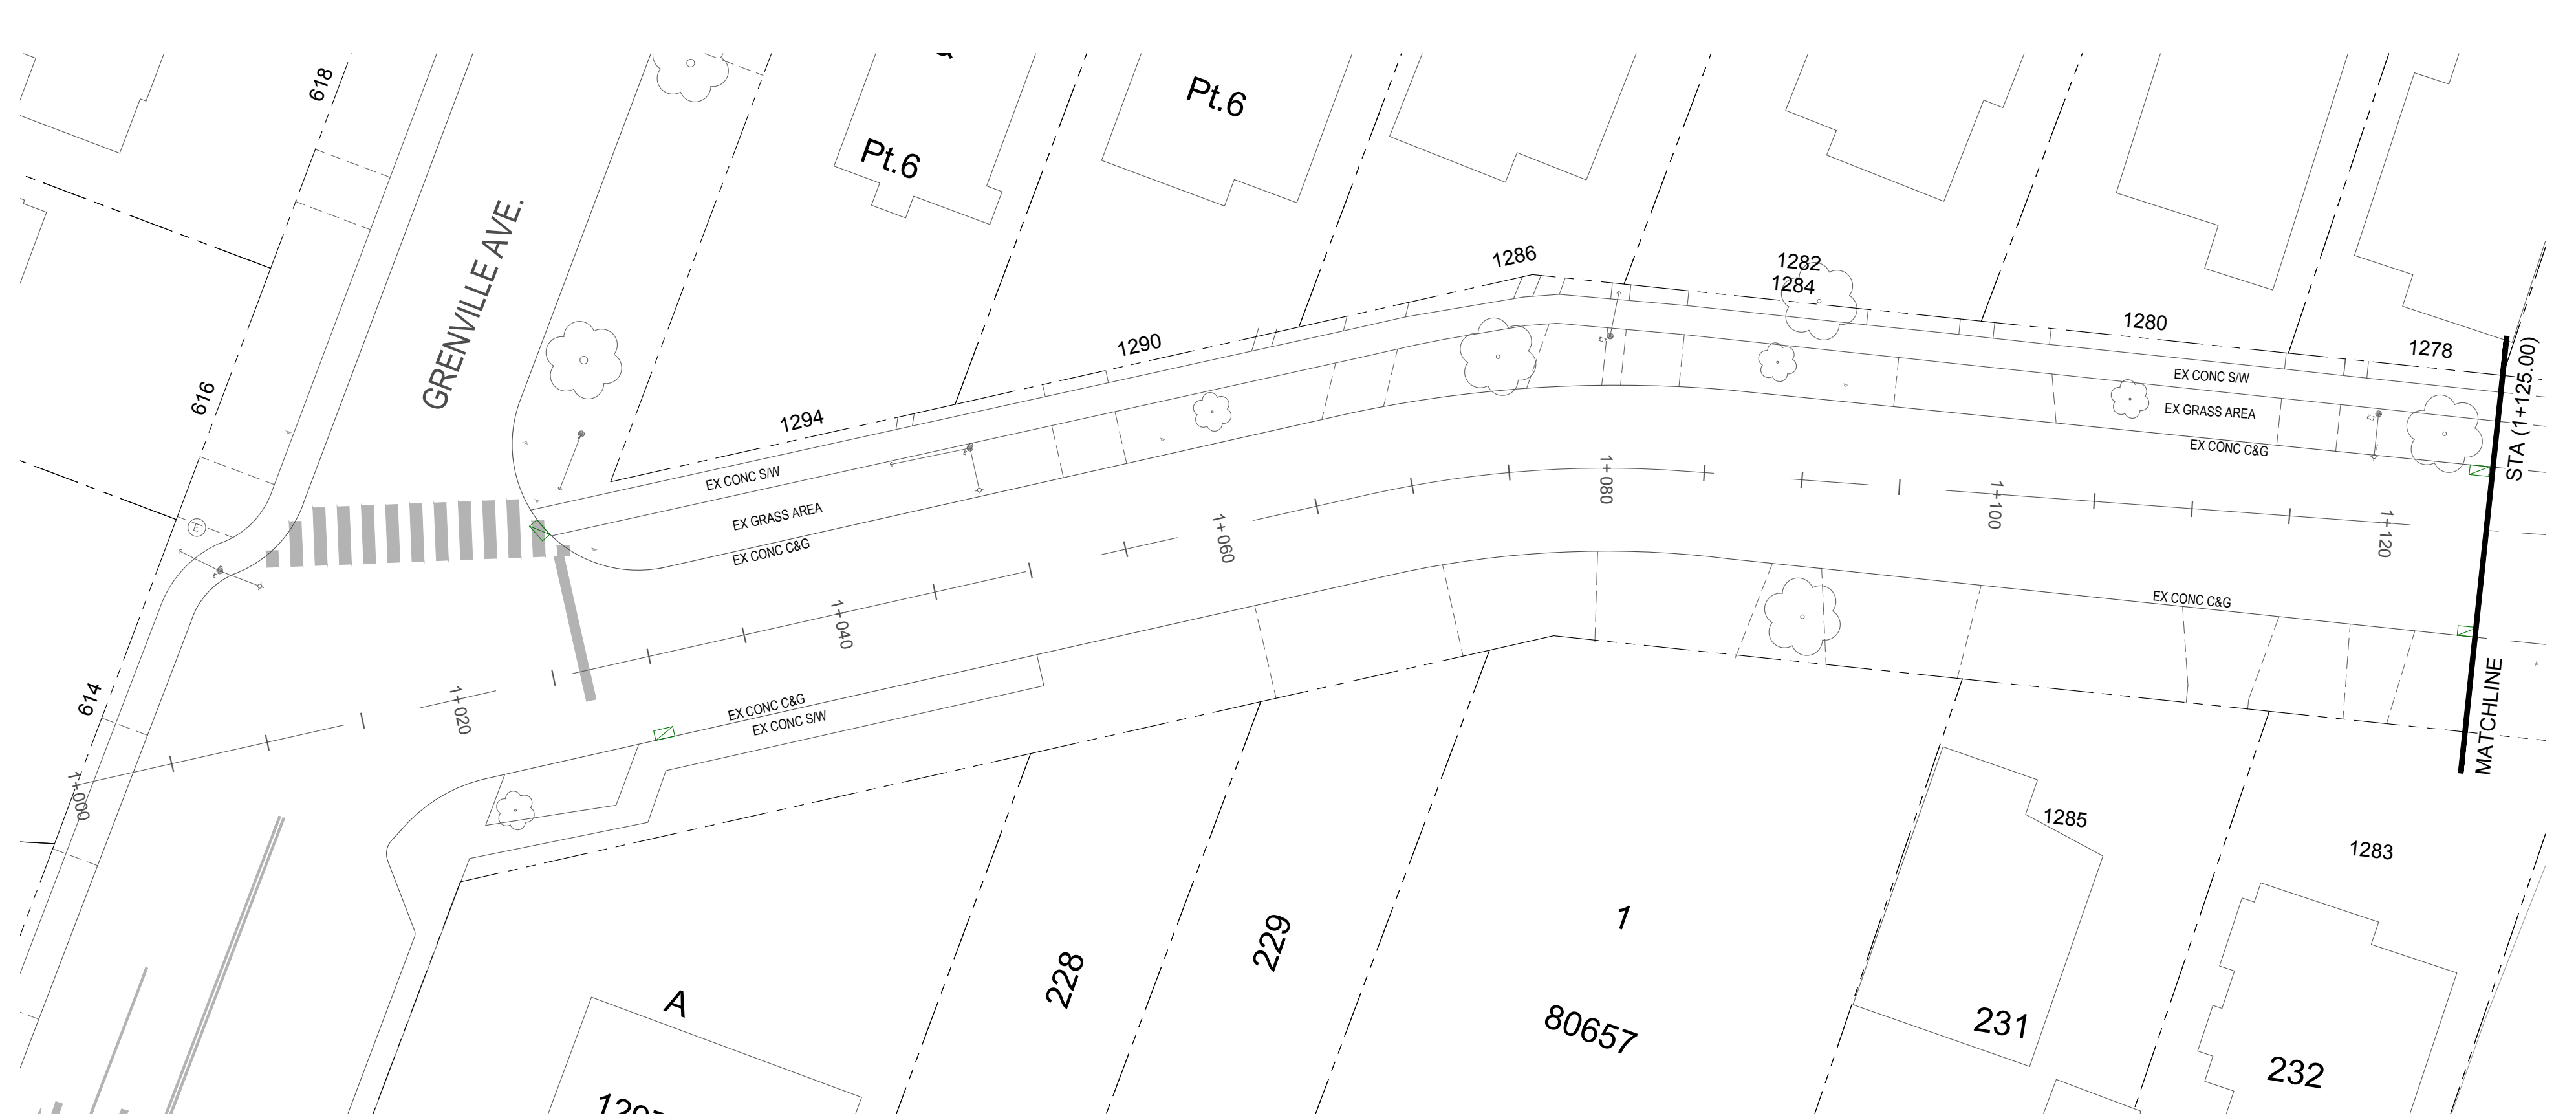 618
Pt.6
Pt.6
GRENVILLE AVE.
1286
1282
1284
1280
1290
1278
STA (1+125.00)
616
1294
EX CONC S/W
EX GRASS AREA
EX CONC C&G
EX CONC S/W
EX GRASS AREA
EX CONC C&G
E
1+000
1+020
1+040
1+060
1+080
1+100
1+120
614
EX CONC C&G
EX CONC C&G
EX CONC S/W
MATCHLINE
1285
1283
1
80657
228
229
231
232
A